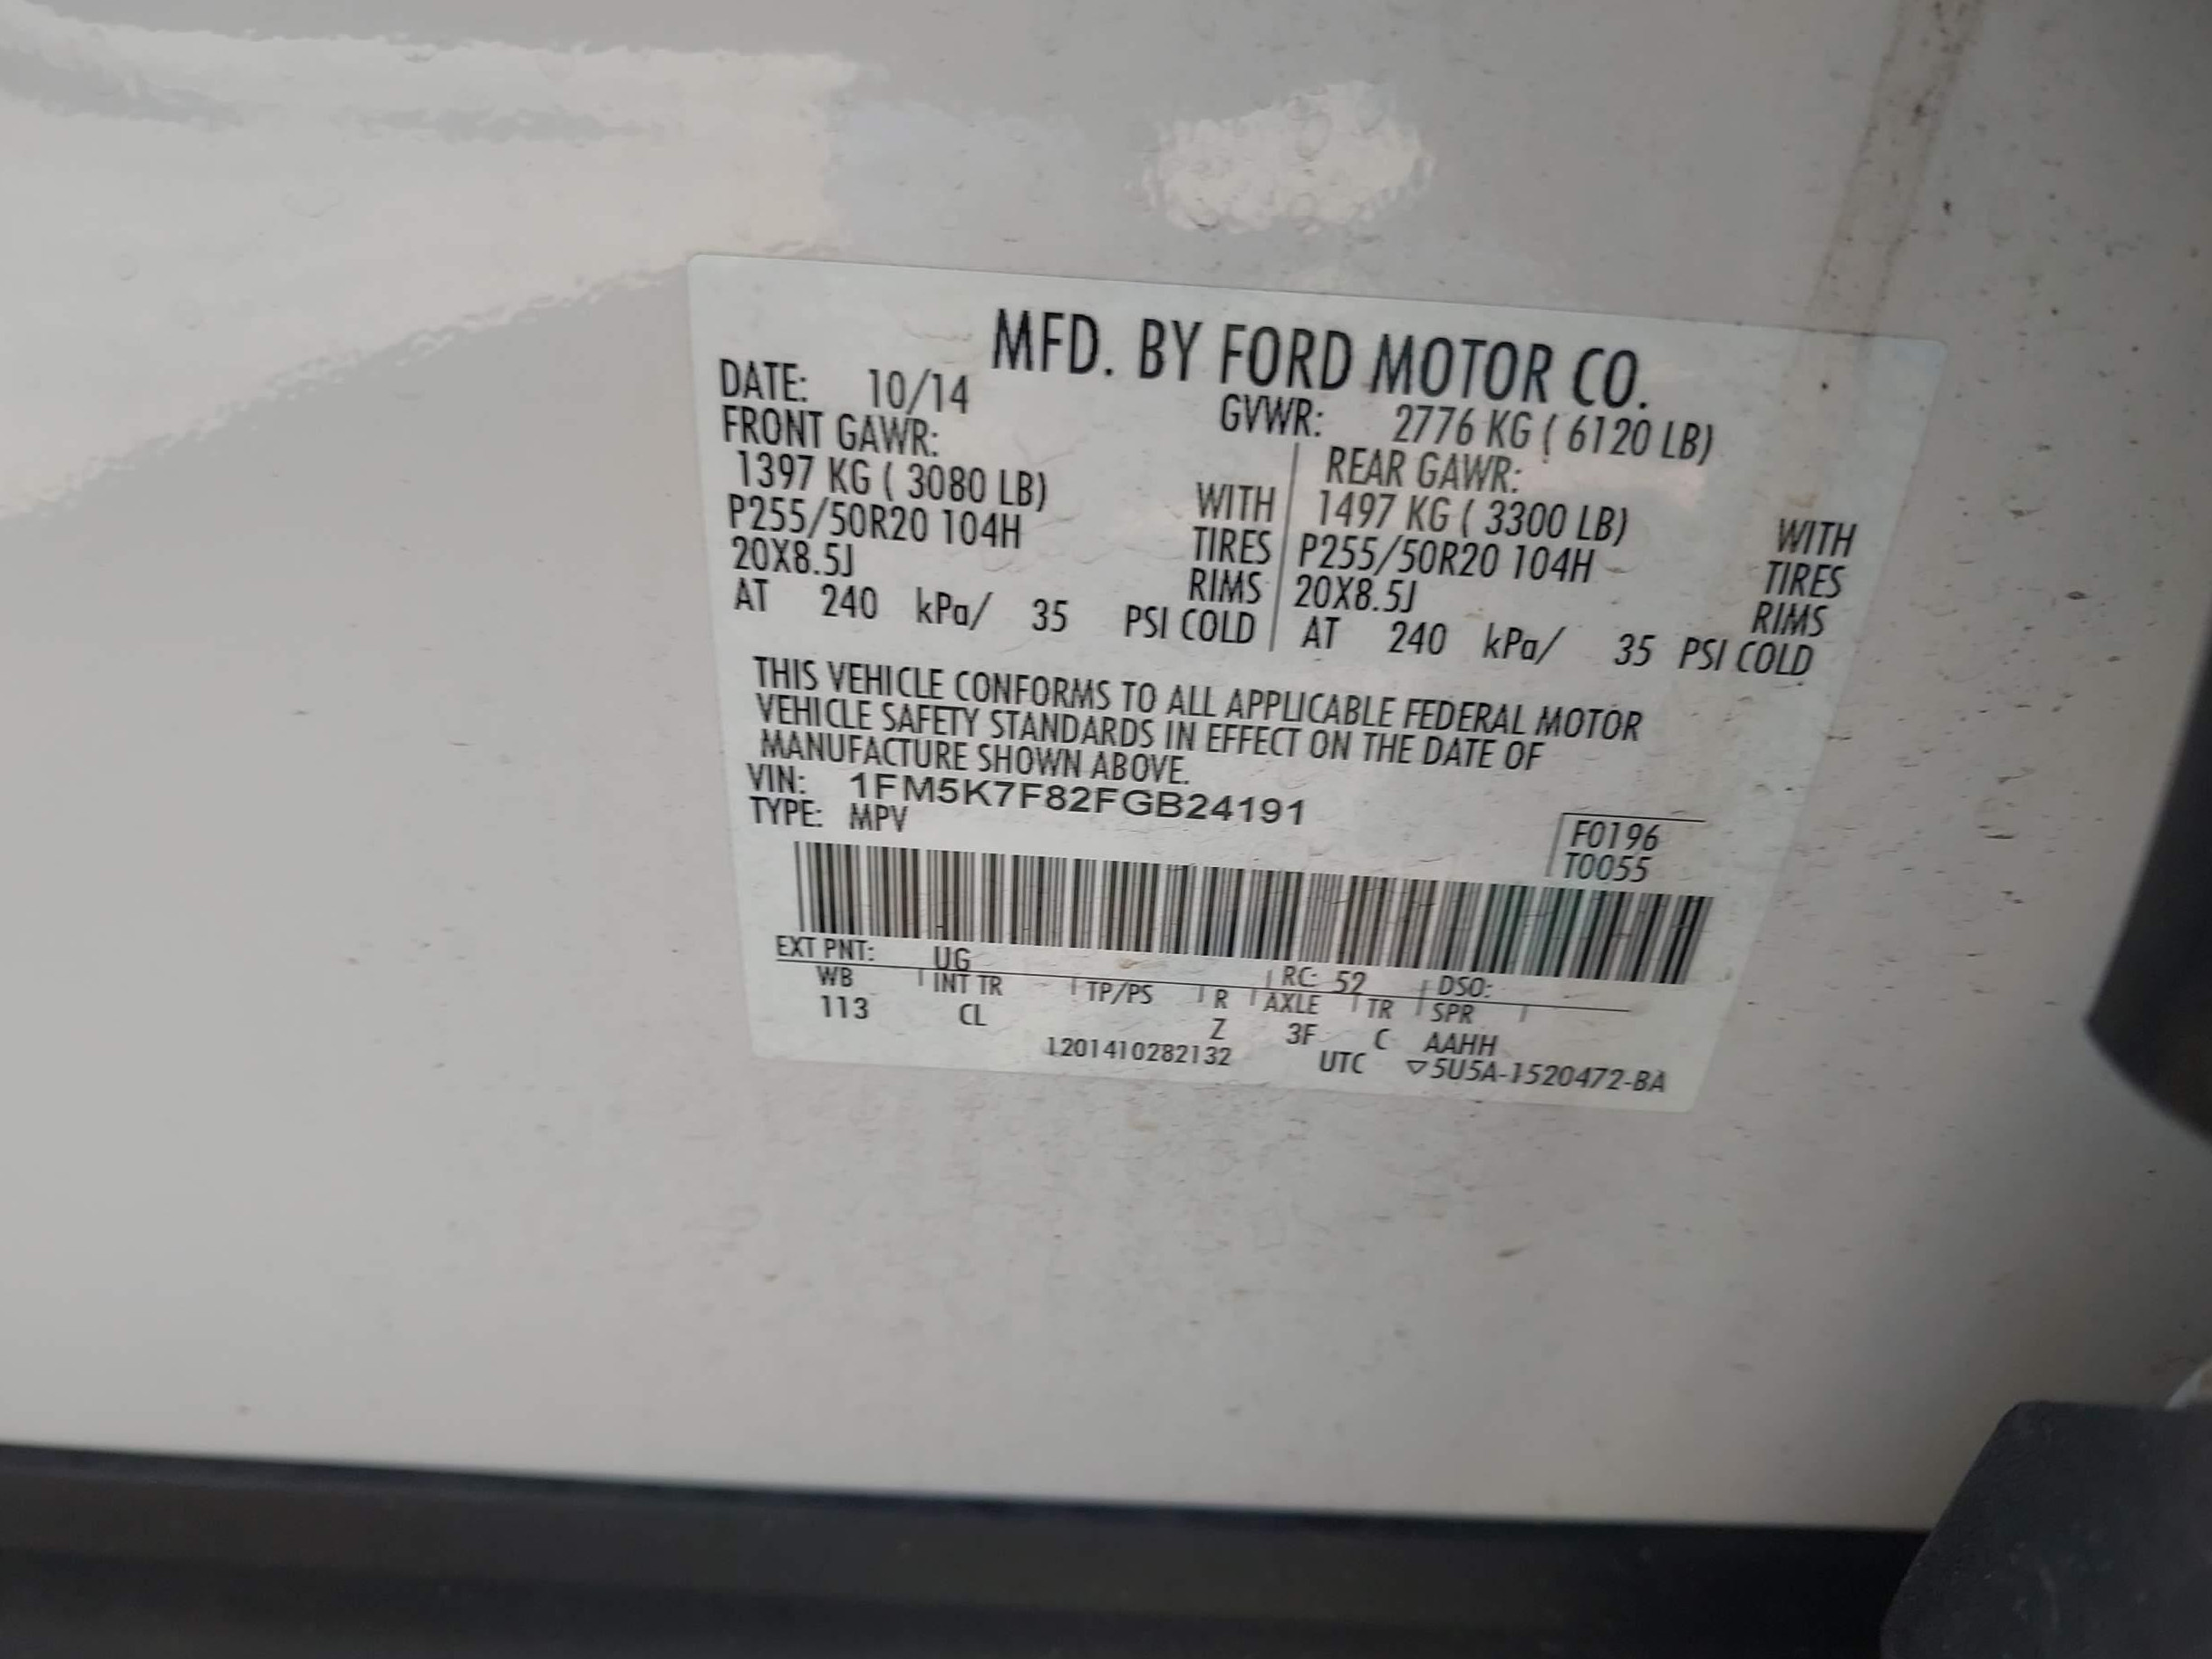 MFD. BY FORD MOTOR CO.
DATE: 10/14 GVWR: 2776 KG ( 6120 LB)
FRONT GAWR: REAR GAWR:
1397 KG ( 3080 LB) WITH 1497 KG ( 3300 LB) WITH
P255/50R20 104H TIRES P255/50R20 104H TIRES
20X8.5J RIMS 20X8.5J RIMS
AT 240 kPa/ 35 PSI COLD AT 240 kPa/ 35 PSI COLD
THIS VEHICLE CONFORMS TO ALL APPLICABLE FEDERAL MOTOR
VEHICLE SAFETY STANDARDS IN EFFECT ON THE DATE OF
MANUFACTURE SHOWN ABOVE.
VIN: 1FM5K7F82FGB24191
TYPE: MPV
F0196
T0055
EXT PNT: UG RC: 52 DSO:
WB INT TR TP/PS R AXLE TR SPR
113 CL Z 3F C AAHH
1201410282132 UTC ▽5U5A-1520472-BA